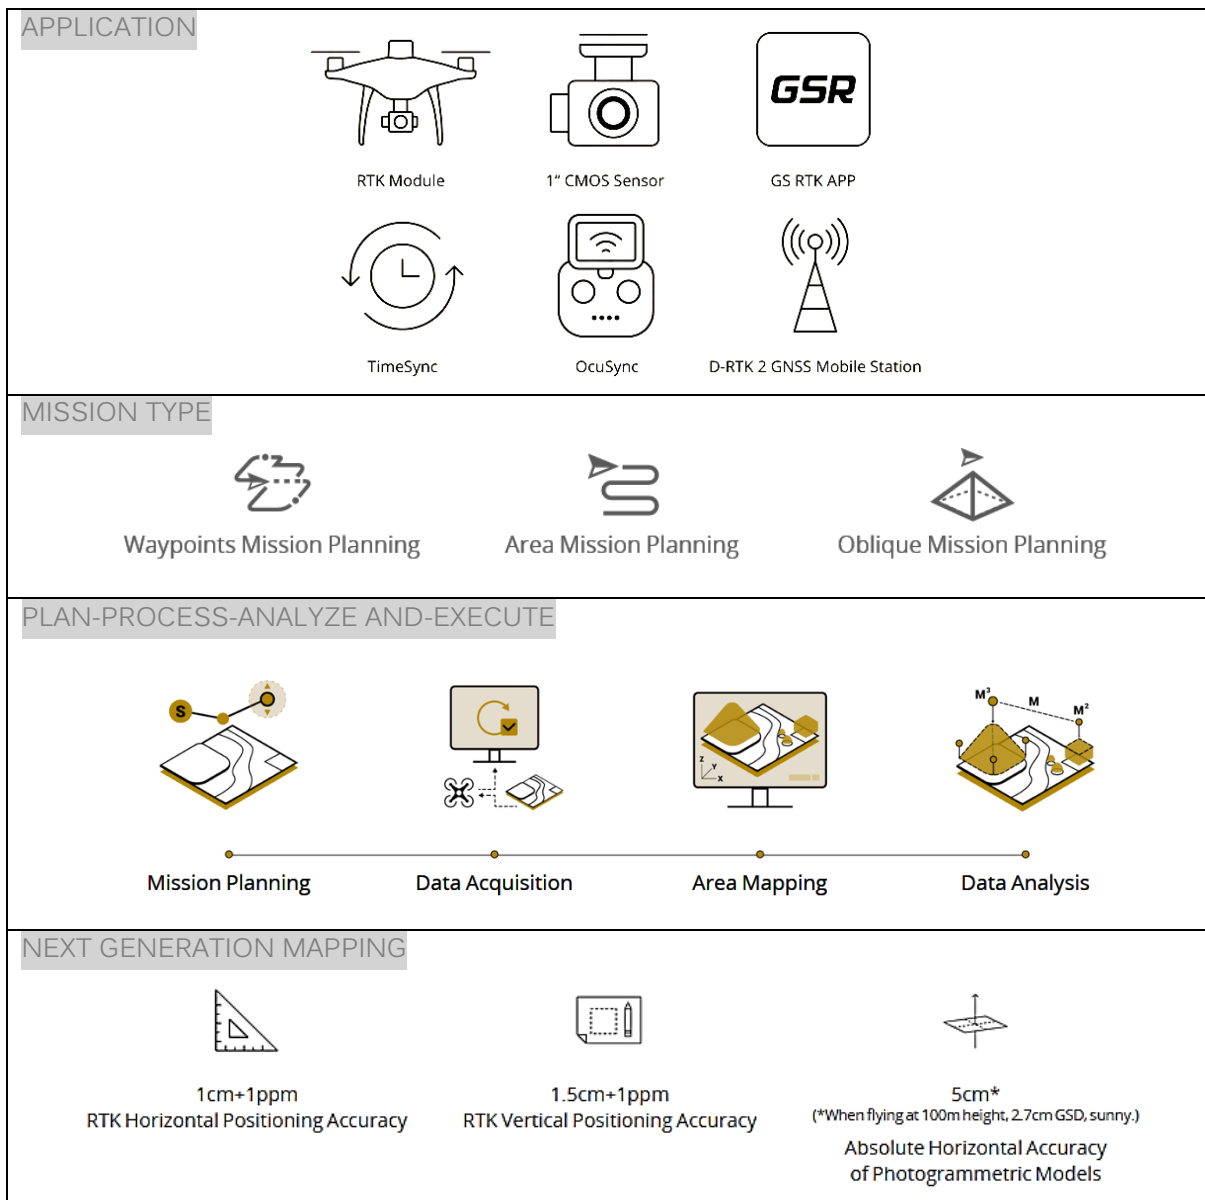 APPLICATION
GSR
RTK Module
1” CMOS Sensor
GS RTK APP
TimeSync
OcuSync
D-RTK 2 GNSS Mobile Station
MISSION TYPE
Waypoints Mission Planning
Area Mission Planning
Oblique Mission Planning
PLAN-PROCESS-ANALYZE AND-EXECUTE
S
Z
Y
X
M³
M
M²
Mission Planning
Data Acquisition
Area Mapping
Data Analysis
NEXT GENERATION MAPPING
1cm+1ppm
RTK Horizontal Positioning Accuracy
1.5cm+1ppm
RTK Vertical Positioning Accuracy
5cm*
(*When flying at 100m height, 2.7cm GSD, sunny.)
Absolute Horizontal Accuracy
of Photogrammetric Models